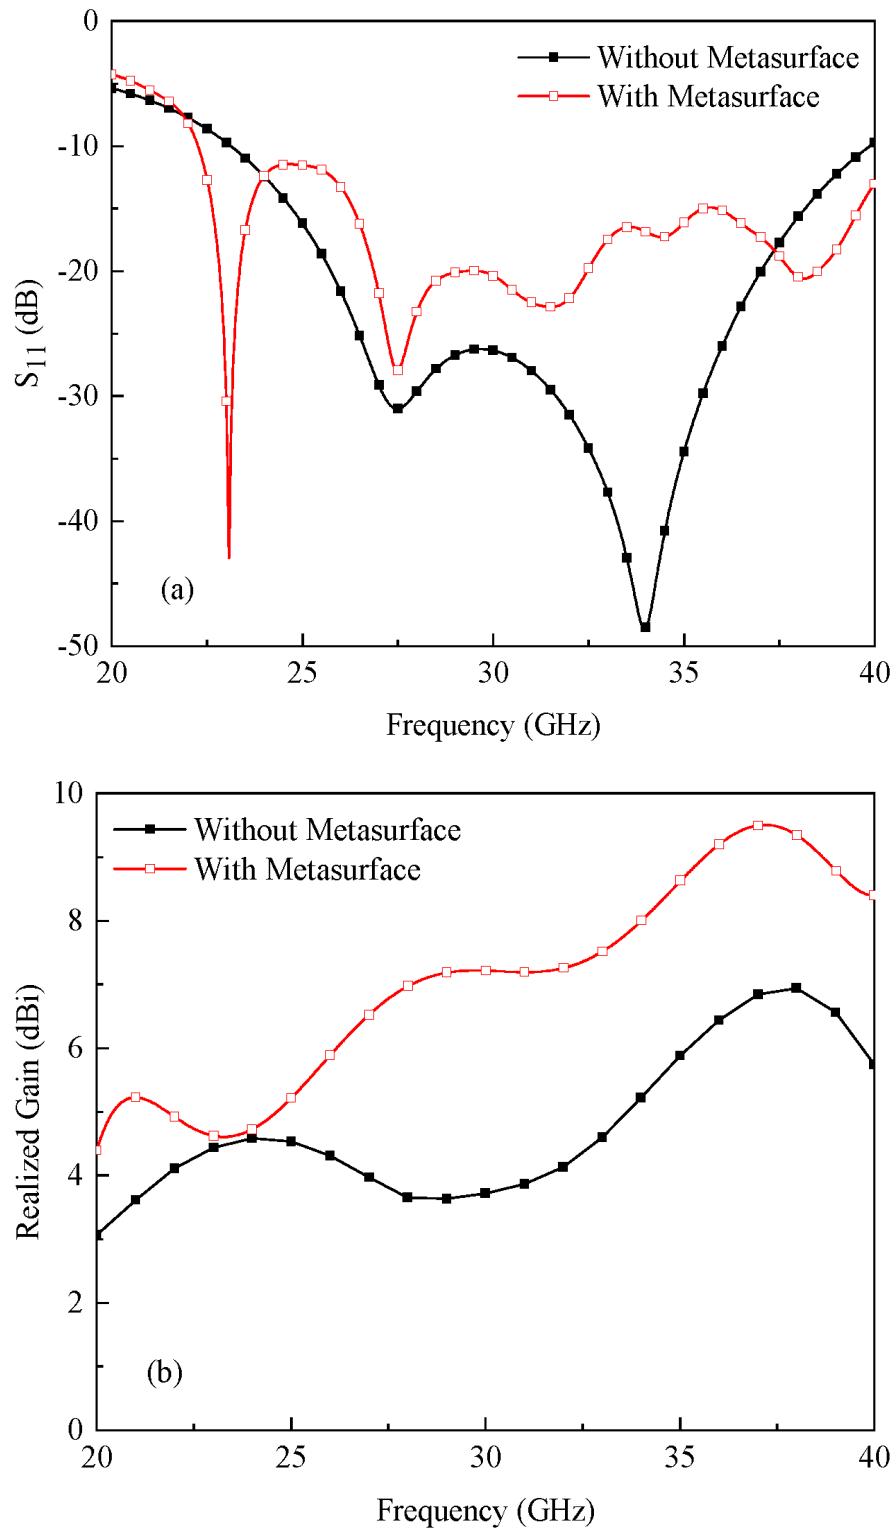 0
-10
-20
-30
-40
-50
S11 (dB)
Without Metasurface
With Metasurface
(a)
20 25 30 35 40
Frequency (GHz)
10
8
6
4
2
0
Realized Gain (dBi)
Without Metasurface
With Metasurface
(b)
20 25 30 35 40
Frequency (GHz)